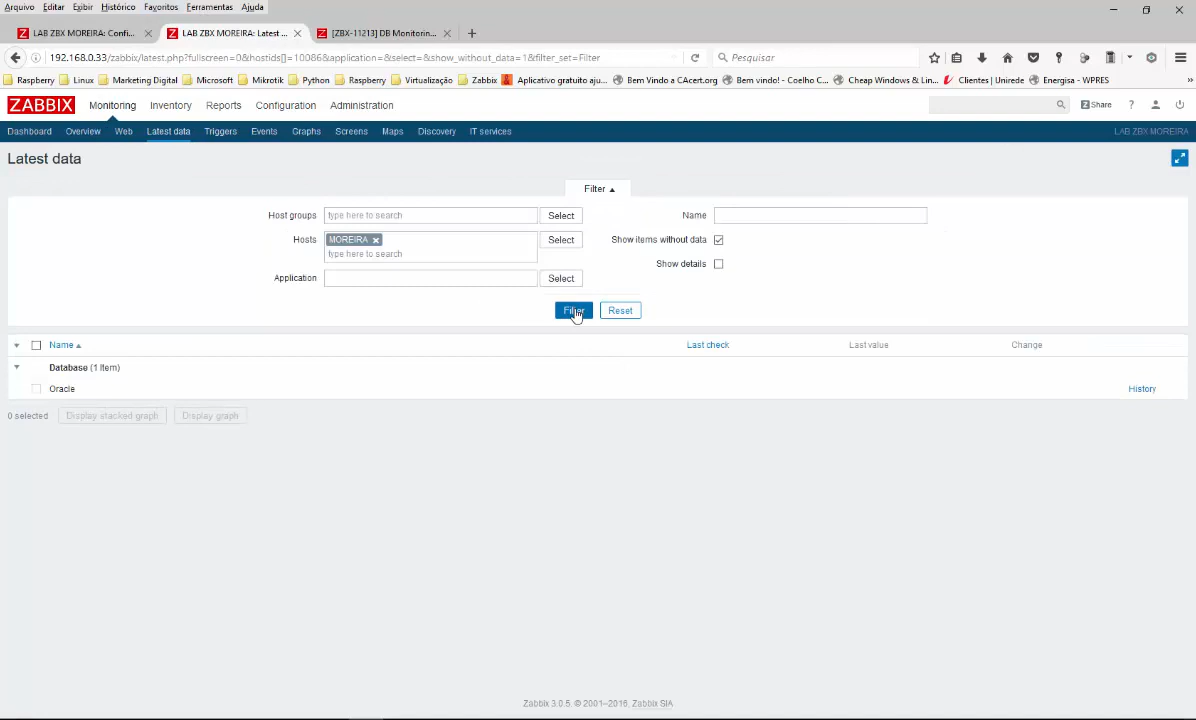 Arquivo Editar Exibir Histórico Favoritos Ferramentas Ajuda
LAB ZBX MOREIRA: Confi... LAB ZBX MOREIRA: Latest ... [ZBX-11213] DB Monitorin...
192.168.0.33/zabbix/latest.php?fullscreen=0&hostids[]=10086&application=&select=&show_without_data=1&filter_set=Filter Pesquisar
Raspberry Linux Marketing Digital Microsoft Mikrotik Python Raspberry Virtualização Zabbix Aplicativo gratuito aju... Bem Vindo a CAcert.org Bem vindo! - Coelho C... Cheap Windows & Lin... Clientes | Unirede Energisa - WPRES
ZABBIX Monitoring Inventory Reports Configuration Administration Z Share ?
Dashboard Overview Web Latest data Triggers Events Graphs Screens Maps Discovery IT services LAB ZBX MOREIRA
Latest data
Filter
Host groups type here to search Select Name
Hosts MOREIRA Select Show items without data
type here to search
Show details
Application Select
Filter Reset
Name Last check Last value Change
Database (1 Item)
Oracle History
0 selected Display stacked graph Display graph
Zabbix 3.0.5. © 2001–2016, Zabbix SIA